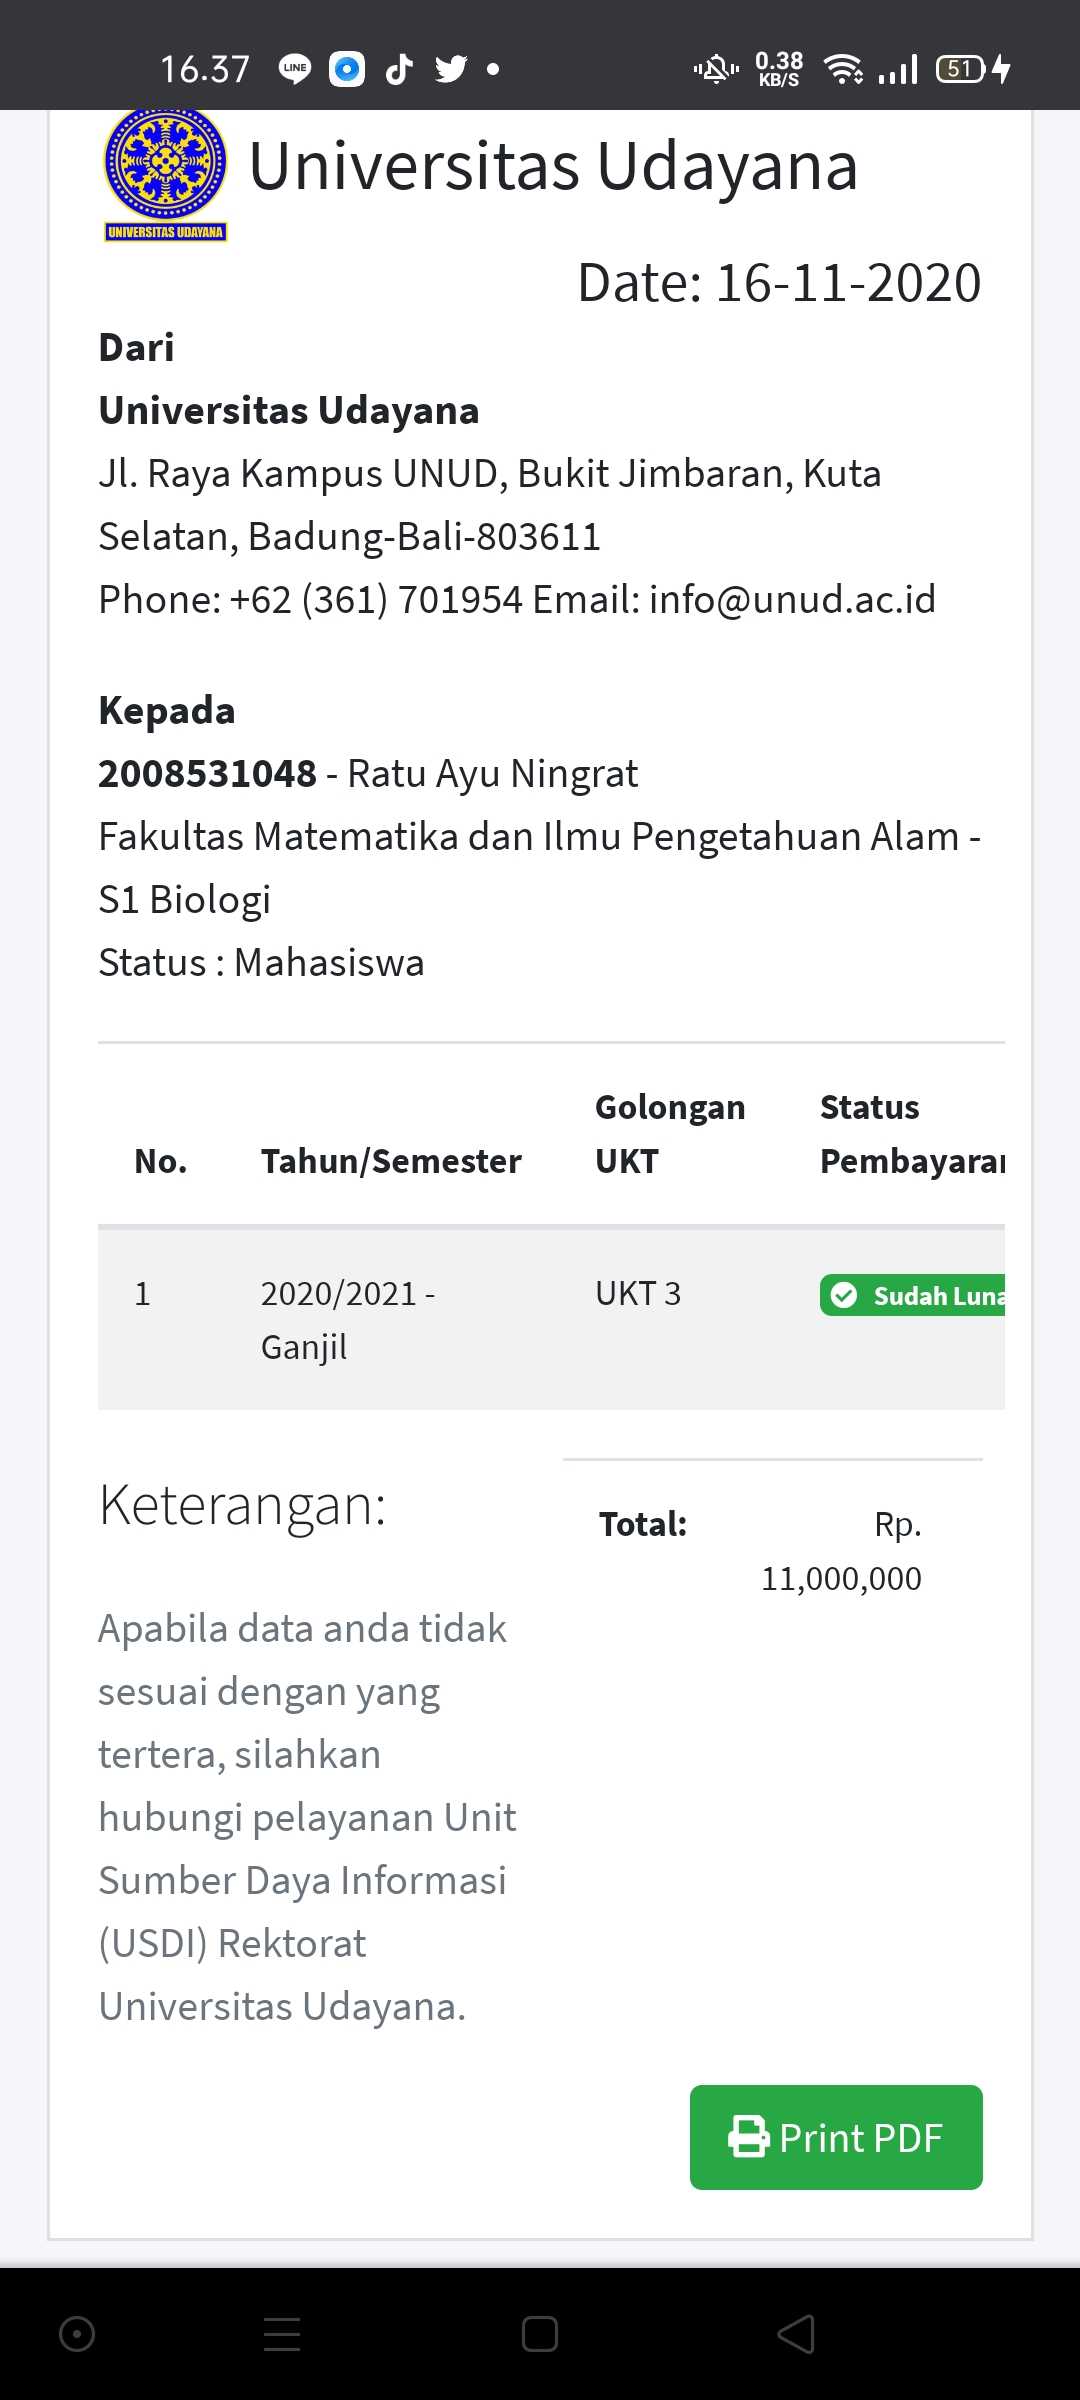 16.37
LINE
0.38
KB/S
51
Universitas Udayana
UNIVERSITAS UDAYANA
Date: 16-11-2020
Dari
Universitas Udayana
Jl. Raya Kampus UNUD, Bukit Jimbaran, Kuta
Selatan, Badung-Bali-803611
Phone: +62 (361) 701954 Email: info@unud.ac.id
Kepada
2008531048 - Ratu Ayu Ningrat
Fakultas Matematika dan Ilmu Pengetahuan Alam -
S1 Biologi
Status : Mahasiswa
Golongan Status
No. Tahun/Semester UKT Pembayaran
1 2020/2021 - UKT 3 Sudah Luna
Ganjil
Keterangan:
Total: Rp.
11,000,000
Apabila data anda tidak
sesuai dengan yang
tertera, silahkan
hubungi pelayanan Unit
Sumber Daya Informasi
(USDI) Rektorat
Universitas Udayana.
Print PDF